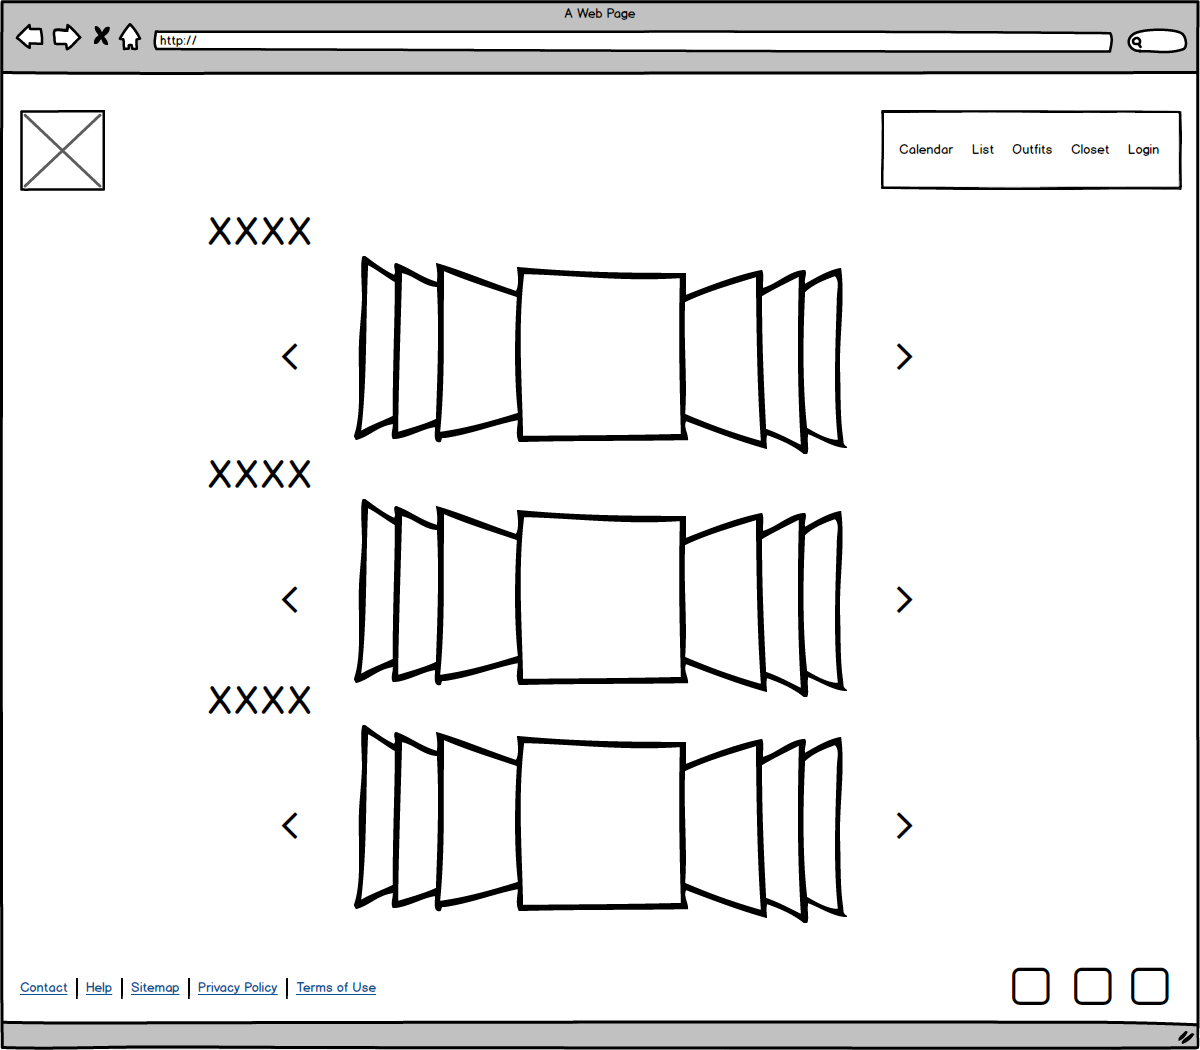 A Web Page
http://
Calendar List Outfits Closet Login
XXXX
XXXX
XXXX
Contact Help Sitemap Privacy Policy Terms of Use